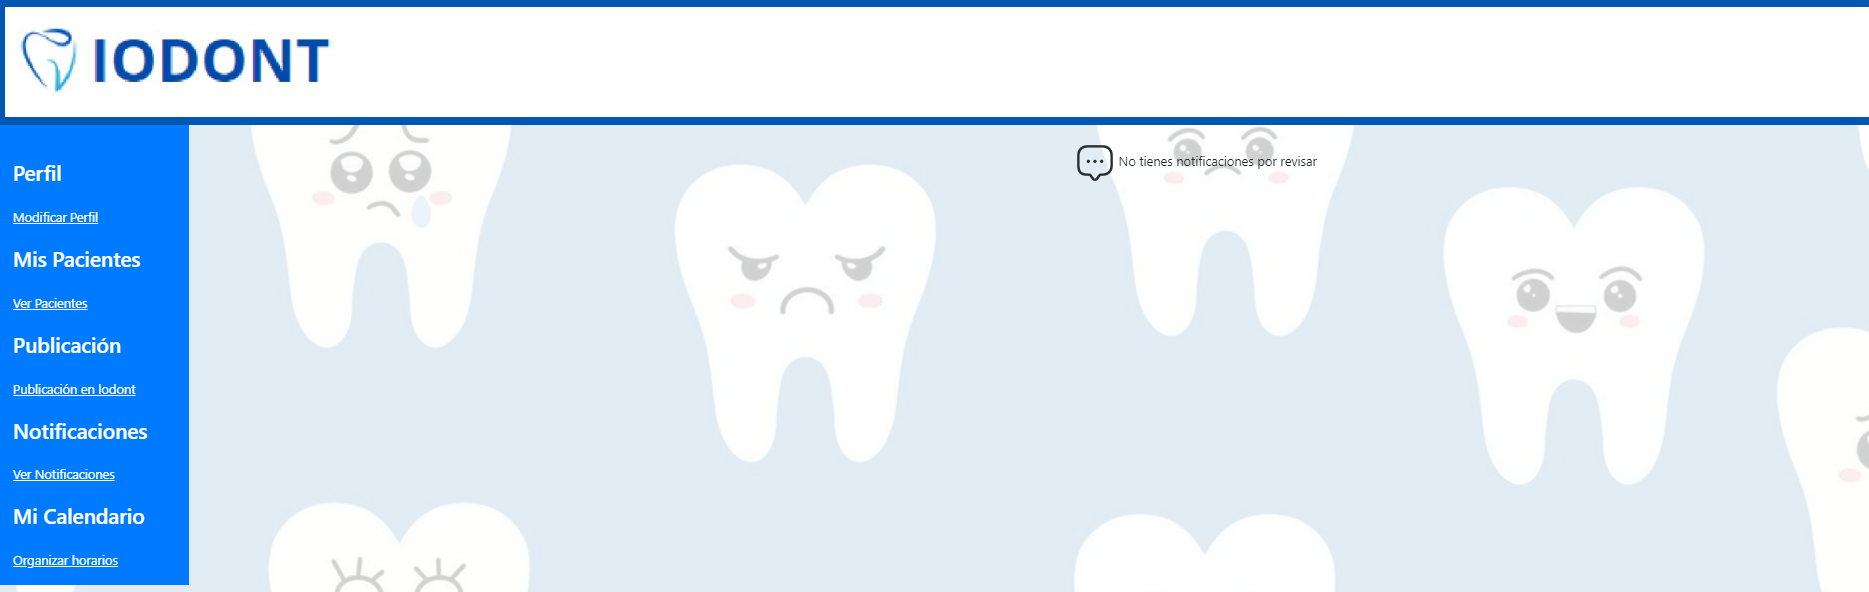 IODONT
Perfil
Modificar Perfil
Mis Pacientes
Ver Pacientes
Publicación
Publicación en Iodont
Notificaciones
Ver Notificaciones
Mi Calendario
Organizar horarios
No tienes notificaciones por revisar